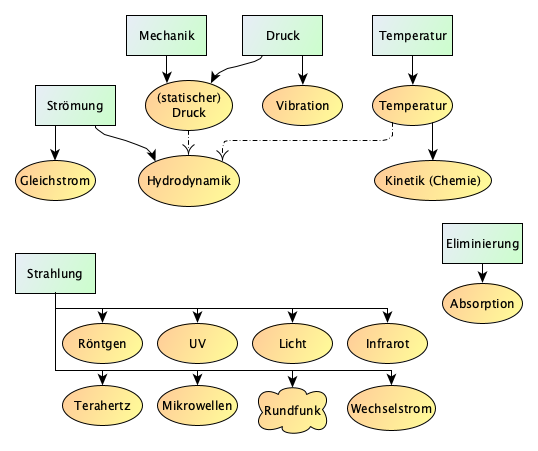 Mechanik
Druck
Temperatur
Strömung
(statischer)
Druck
Vibration
Temperatur
Gleichstrom
Hydrodynamik
Kinetik (Chemie)
Eliminierung
Strahlung
Absorption
Röntgen
UV
Licht
Infrarot
Terahertz
Mikrowellen
Rundfunk
Wechselstrom